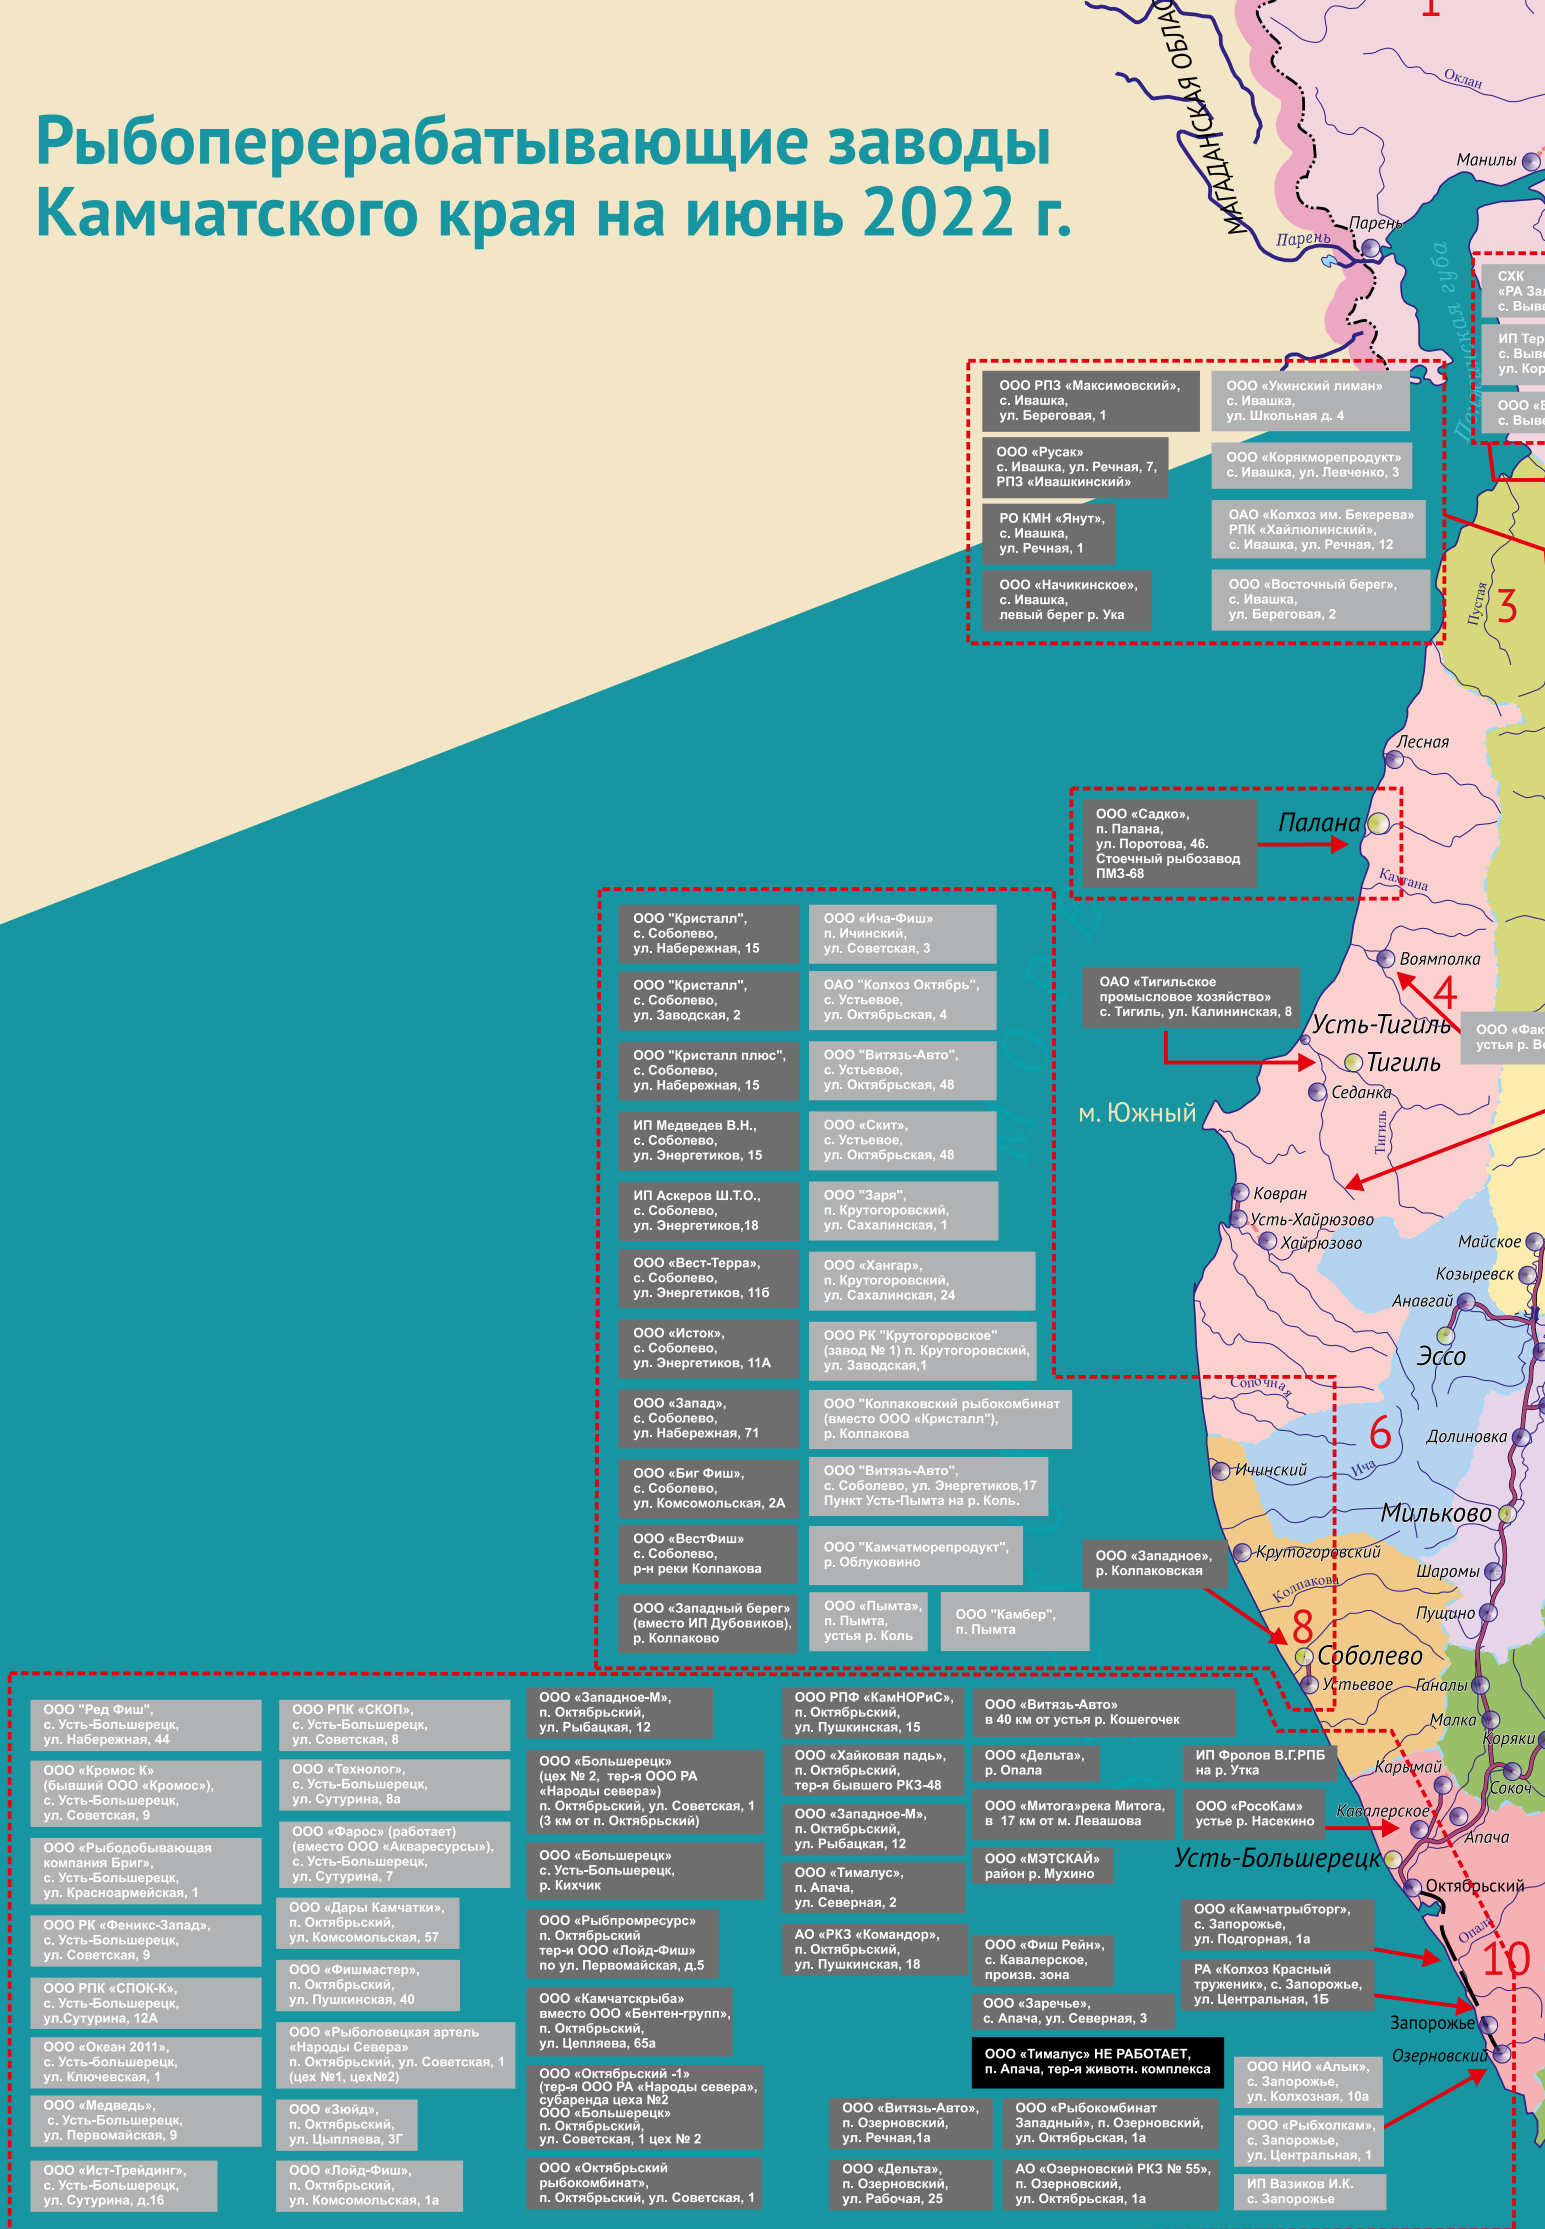 Рыбоперерабатывающие заводы
Камчатского края на июнь 2022 г.
МАГАДАНСКАЯ ОБЛАС
1
Оклан
Манилы
Парень
Парень
Пенжинская губа
СХК
«РА Зал
с. Выве
ИП Тер
с. Выве
ул. Кор
ООО «В
с. Выве
ООО РПЗ «Максимовский»,
с. Ивашка,
ул. Береговая, 1
ООО «Русак»
с. Ивашка, ул. Речная, 7,
РПЗ «Ивашкинский»
РО КМН «Янут»,
с. Ивашка,
ул. Речная, 1
ООО «Начикинское»,
с. Ивашка,
левый берег р. Ука
ООО «Укинский лиман»
с. Ивашка,
ул. Школьная д. 4
ООО «Корякморепродукт»
с. Ивашка, ул. Левченко, 3
ОАО «Колхоз им. Бекерева»
РПК «Хайлюлинский»,
с. Ивашка, ул. Речная, 12
ООО «Восточный берег»,
с. Ивашка,
ул. Береговая, 2
Пустая
3
Лесная
ООО «Садко»,
п. Палана,
ул. Поротова, 46.
Стоечный рыбозавод
ПМЗ-68
Палана
Кахтана
Воямполка
4
ОАО «Тигильское
промысловое хозяйство»
с. Тигиль, ул. Калининская, 8
ООО «Фак
устья р. Во
Усть-Тигиль
Тигиль
Седанка
Тигиль
м. Южный
МОРЕ
Ковран
Усть-Хайрюзово
Хайрюзово
Майское
Козыревск
Анавгай
Эссо
Сопочная
6
Долиновка
Ичинский
Ича
Мильково
Крутогоровский
Шаромы
Колпакова
Пущино
8
Соболево
Устьевое
Ганалы
Малка
Коряки
Сокоч
Карымай
Кавалерское
Апача
Усть-Большерецк
Октябрьский
Опала
10
Запорожье
Озерновский
ООО "Кристалл",
с. Соболево,
ул. Набережная, 15
ООО "Кристалл",
с. Соболево,
ул. Заводская, 2
ООО "Кристалл плюс",
с. Соболево,
ул. Набережная, 15
ИП Медведев В.Н.,
с. Соболево,
ул. Энергетиков, 15
ИП Аскеров Ш.Т.О.,
с. Соболево,
ул. Энергетиков,18
ООО «Вест-Терра»,
с. Соболево,
ул. Энергетиков, 11б
ООО «Исток»,
с. Соболево,
ул. Энергетиков, 11А
ООО «Запад»,
с. Соболево,
ул. Набережная, 71
ООО «Биг Фиш»,
с. Соболево,
ул. Комсомольская, 2А
ООО «ВестФиш»
с. Соболево,
р-н реки Колпакова
ООО «Западный берег»
(вместо ИП Дубовиков),
р. Колпаково
ООО «Ича-Фиш»
п. Ичинский,
ул. Советская, 3
ОАО "Колхоз Октябрь",
с. Устьевое,
ул. Октябрьская, 4
ООО "Витязь-Авто",
с. Устьевое,
ул. Октябрьская, 48
ООО «Скит»,
с. Устьевое,
ул. Октябрьская, 48
ООО "Заря",
п. Крутогоровский,
ул. Сахалинская, 1
ООО «Хангар»,
п. Крутогоровский,
ул. Сахалинская, 24
ООО РК "Крутогоровское"
(завод № 1) п. Крутогоровский,
ул. Заводская,1
ООО "Колпаковский рыбокомбинат
(вместо ООО «Кристалл"),
р. Колпакова
ООО "Витязь-Авто",
с. Соболево, ул. Энергетиков,17
Пункт Усть-Пымта на р. Коль.
ООО "Камчатморепродукт",
р. Облуковино
ООО «Пымта»,
п. Пымта,
устья р. Коль
ООО "Камбер",
п. Пымта
ООО «Западное»,
р. Колпаковская
ООО "Ред Фиш",
с. Усть-Большерецк,
ул. Набережная, 44
ООО «Кромос К»
(бывший ООО «Кромос»),
с. Усть-Большерецк,
ул. Советская, 9
ООО «Рыбодобывающая
компания Бриг»,
с. Усть-Большерецк,
ул. Красноармейская, 1
ООО РК «Феникс-Запад»,
с. Усть-Большерецк,
ул. Советская, 9
ООО РПК «СПОК-К»,
с. Усть-Большерецк,
ул.Сутурина, 12А
ООО «Океан 2011»,
с. Усть-большерецк,
ул. Ключевская, 1
ООО «Медведь»,
с. Усть-Большерецк,
ул. Первомайская, 9
ООО «Ист-Трейдинг»,
с. Усть-Большерецк,
ул. Сутурина, д.16
ООО РПК «СКОП»,
с. Усть-Большерецк,
ул. Советская, 8
ООО «Технолог»,
с. Усть-Большерецк,
ул. Сутурина, 8а
ООО «Фарос» (работает)
(вместо ООО «Акваресурсы»),
с. Усть-Большерецк,
ул. Сутурина, 7
ООО «Дары Камчатки»,
п. Октябрьский,
ул. Комсомольская, 57
ООО «Фишмастер»,
п. Октябрьский,
ул. Пушкинская, 40
ООО «Рыболовецкая артель
«Народы Севера»
п. Октябрьский, ул. Советская, 1
(цех №1, цех№2)
ООО «Зюйд»,
п. Октябрьский,
ул. Цыпляева, 3Г
ООО «Лойд-Фиш»,
п. Октябрьский,
ул. Комсомольская, 1а
ООО «Западное-М»,
п. Октябрьский,
ул. Рыбацкая, 12
ООО «Большерецк»
(цех № 2, тер-я ООО РА
«Народы севера»)
п. Октябрьский, ул. Советская, 1
(3 км от п. Октябрьский)
ООО «Большерецк»
с. Усть-Большерецк,
р. Кихчик
ООО «Рыбпромресурс»
п. Октябрьский
тер-и ООО «Лойд-Фиш»
по ул. Первомайская, д.5
ООО «Камчатскрыба»
вместо ООО «Бентен-групп»,
п. Октябрьский,
ул. Цепляева, 65а
ООО «Октябрьский -1»
(тер-я ООО РА «Народы севера»,
субаренда цеха №2
ООО «Большерецк»
п. Октябрьский,
ул. Советская, 1 цех № 2
ООО «Октябрьский
рыбокомбинат»,
п. Октябрьский, ул. Советская, 1
ООО РПФ «КамНОРиС»,
п. Октябрьский,
ул. Пушкинская, 15
ООО «Хайковая падь»,
п. Октябрьский,
тер-я бывшего РКЗ-48
ООО «Западное-М»,
п. Октябрьский,
ул. Рыбацкая, 12
ООО «Тималус»,
п. Апача,
ул. Северная, 2
АО «РКЗ «Командор»,
п. Октябрьский,
ул. Пушкинская, 18
ООО «Витязь-Авто»
в 40 км от устья р. Кошегочек
ООО «Дельта»,
р. Опала
ООО «Митога»река Митога,
в 17 км от м. Левашова
ООО «МЭТСКАЙ»
район р. Мухино
ООО «Фиш Рейн»,
с. Кавалерское,
произв. зона
ООО «Заречье»,
с. Апача, ул. Северная, 3
ООО «Тималус» НЕ РАБОТАЕТ,
п. Апача, тер-я животн. комплекса
ИП Фролов В.Г.РПБ
на р. Утка
ООО «РосоКам»
устье р. Насекино
ООО «Камчатрыбторг»,
с. Запорожье,
ул. Подгорная, 1а
РА «Колхоз Красный
труженик», с. Запорожье,
ул. Центральная, 1Б
ООО «Витязь-Авто»,
п. Озерновский,
ул. Речная,1а
ООО «Рыбокомбинат
Западный», п. Озерновский,
ул. Октябрьская, 1а
ООО «Дельта»,
п. Озерновский,
ул. Рабочая, 25
АО «Озерновский РКЗ № 55»,
п. Озерновский,
ул. Октябрьская, 1а
ООО НИО «Алык»,
с. Запорожье,
ул. Колхозная, 10а
ООО «Рыбхолкам»,
с. Запорожье,
ул. Центральная, 1
ИП Вазиков И.К.
с. Запорожье